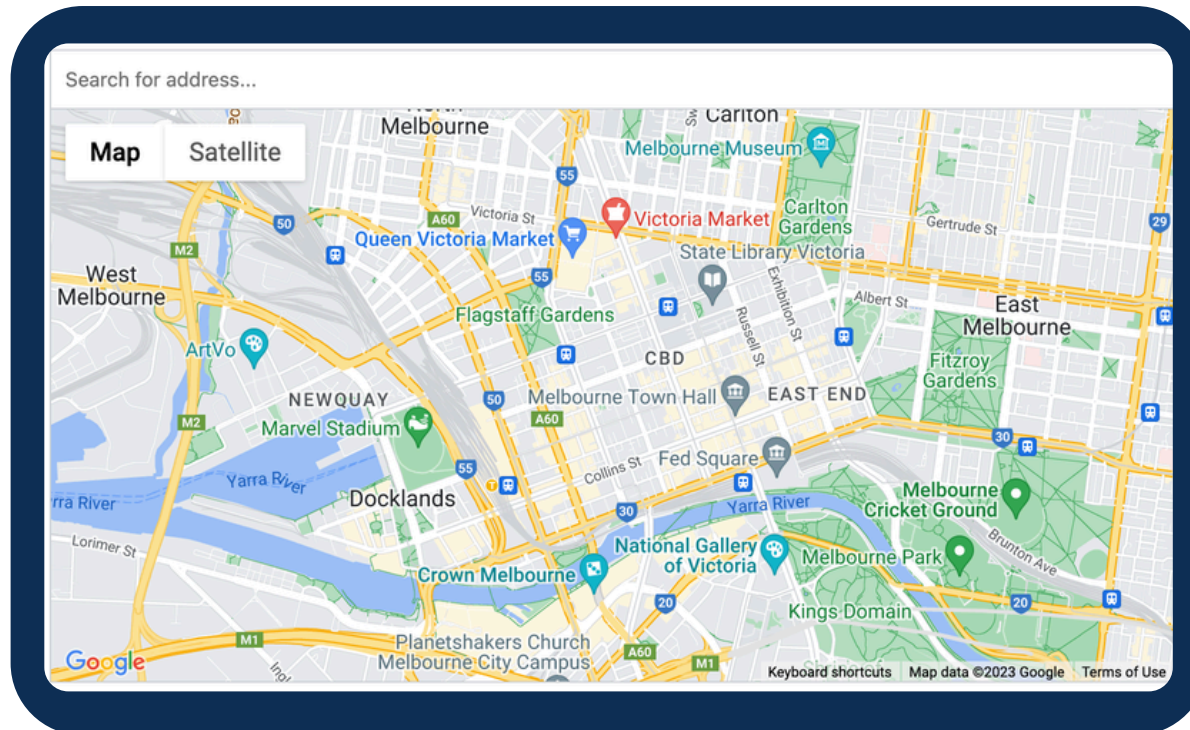 Search for address...
North
Melbourne
Carlton
Map
Satellite
Melbourne Museum
55
A60
Victoria St
Victoria Market
Carlton
Gardens
Gertrude St
29
50
M2
Queen Victoria Market
State Library Victoria
West
Melbourne
55
Exhibition St
Albert St
East
Melbourne
Flagstaff Gardens
Russell St
ArtVo
CBD
Fitzroy
Gardens
NEWQUAY
50
Melbourne Town Hall
EAST END
M2
Marvel Stadium
A60
30
55
Collins St
Fed Square
Yarra River
Docklands
T
rra River
Yarra River
Melbourne
Cricket Ground
30
Lorimer St
National Gallery
of Victoria
Melbourne Park
Brunton Ave
Crown Melbourne
20
Kings Domain
20
M1
Planetshakers Church
Melbourne City Campus
A60
M1
Google
Keyboard shortcuts
Map data ©2023 Google
Terms of Use